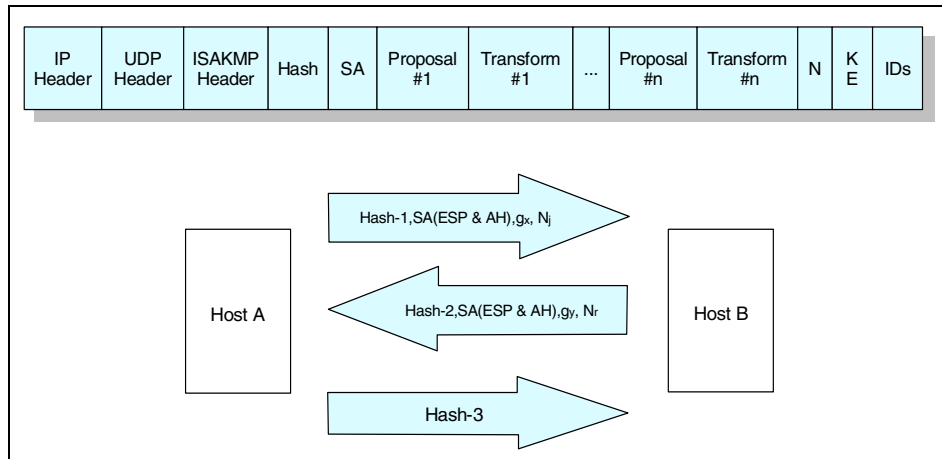 IP
Header
UDP
Header
ISAKMP
Header
Hash
SA
Proposal
#1
Transform
#1
...
Proposal
#n
Transform
#n
N
K
E
IDs
Hash-1,SA(ESP & AH),gx, Nj
Host A
Hash-2,SA(ESP & AH),gy, Nr
Host B
Hash-3